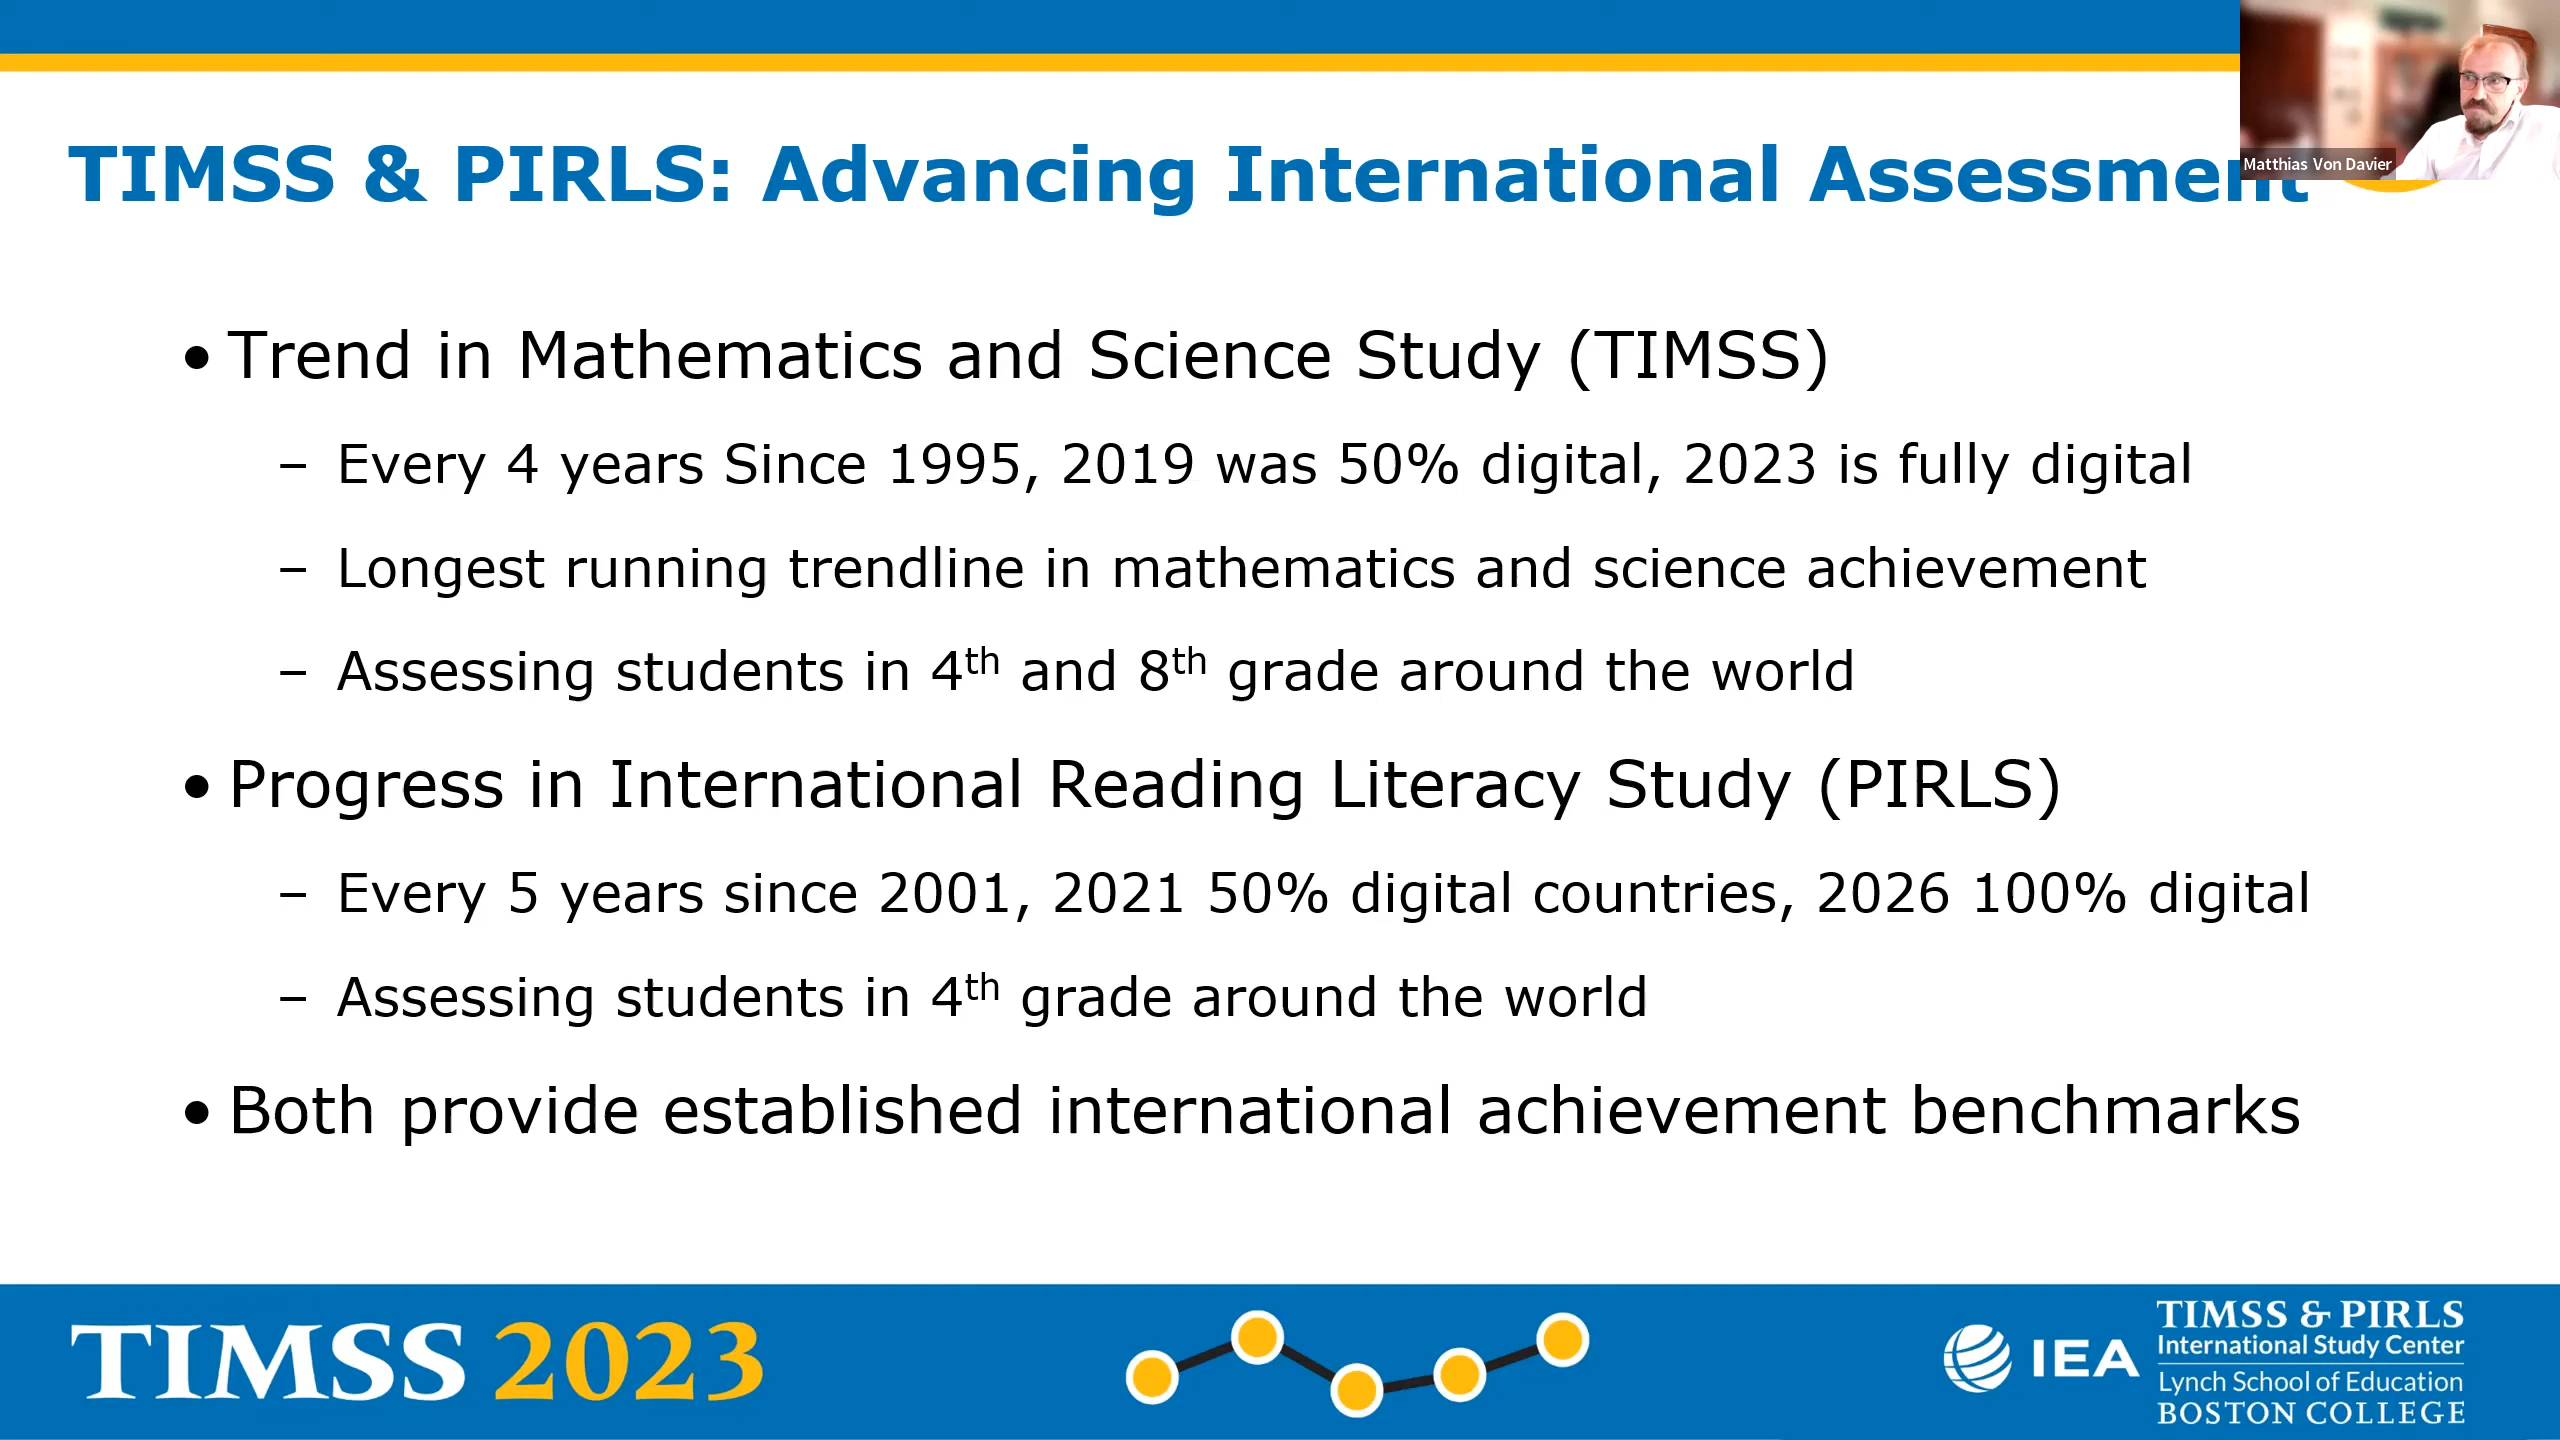 TIMSS & PIRLS: Advancing International Assessment
Matthias Von Davier
• Trend in Mathematics and Science Study (TIMSS)
– Every 4 years Since 1995, 2019 was 50% digital, 2023 is fully digital
– Longest running trendline in mathematics and science achievement
– Assessing students in 4th and 8th grade around the world
• Progress in International Reading Literacy Study (PIRLS)
– Every 5 years since 2001, 2021 50% digital countries, 2026 100% digital
– Assessing students in 4th grade around the world
• Both provide established international achievement benchmarks
TIMSS 2023
IEA
TIMSS & PIRLS
International Study Center
Lynch School of Education
BOSTON COLLEGE